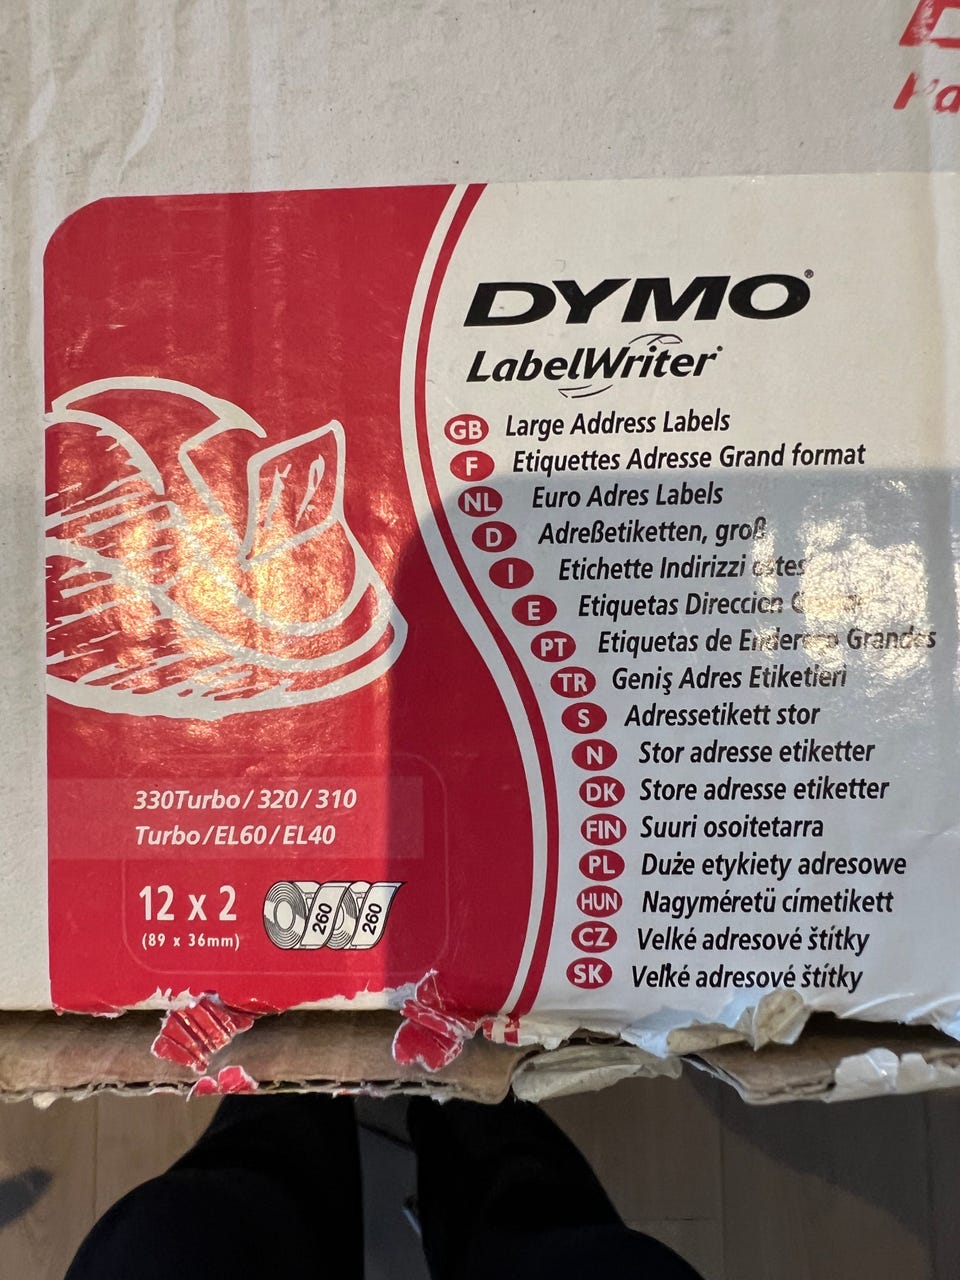 DYMO®
LabelWriter®
GB Large Address Labels
F Etiquettes Adresse Grand format
NL Euro Adres Labels
D Adreßetiketten, groß
I Etichette Indirizzi
E Etiquetas Direccion
PT Etiquetas de Grandes
TR Geniş Adres Etiketleri
S Adressetikett stor
N Stor adresse etiketter
DK Store adresse etiketter
FIN Suuri osoitetarra
PL Duże etykiety adresowe
HUN Nagyméretü címetikett
CZ Velké adresové štítky
SK Veľké adresové štítky
330Turbo/320/310
Turbo/EL60/EL40
12 x 2
260 260
(89 x 36mm)